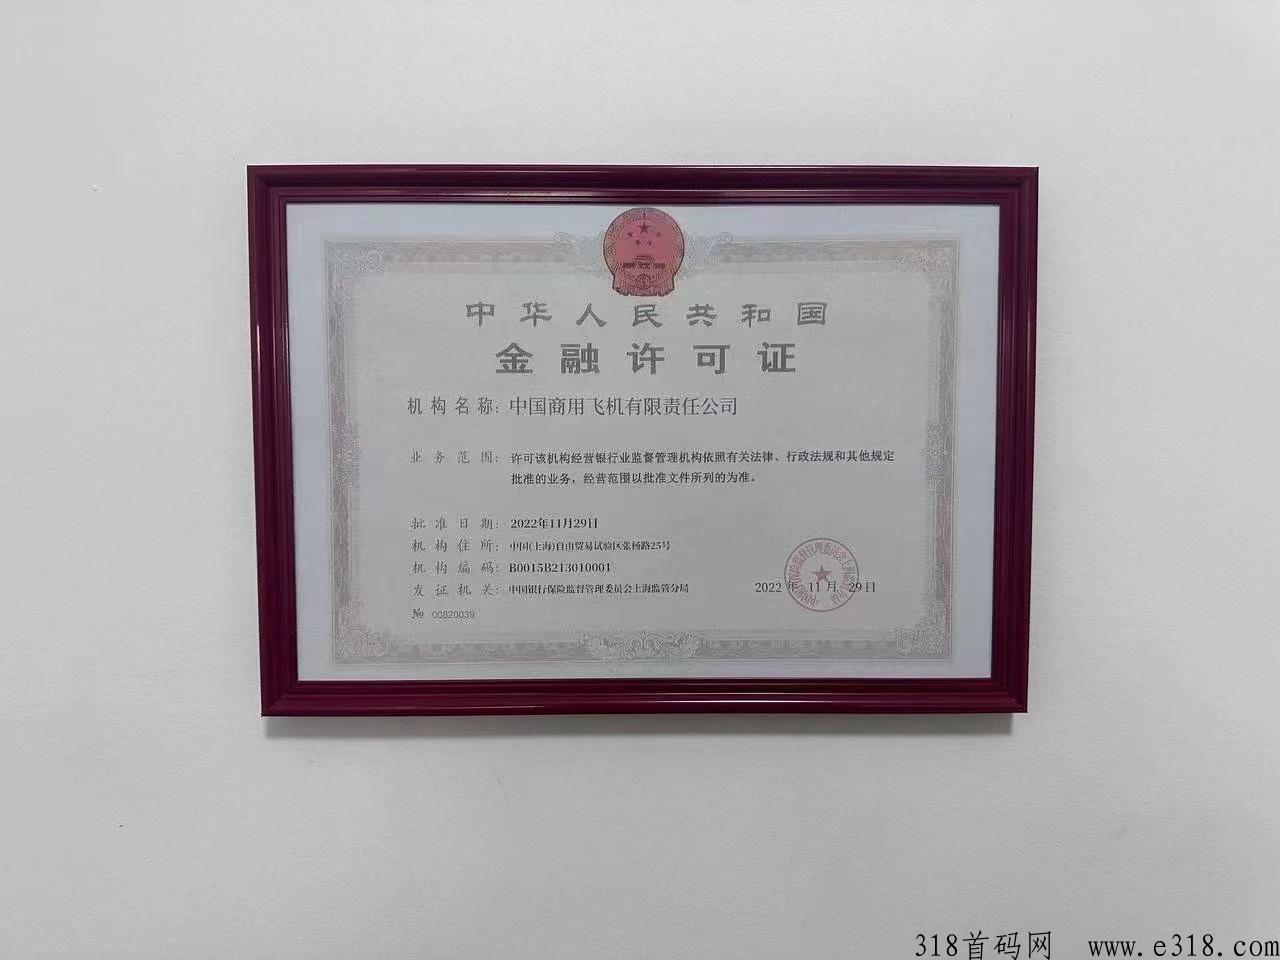 中华人民共和国
金融许可证
机构名称：中国商用飞机有限责任公司
业务范围：许可该机构经营银行业监督管理机构依照有关法律、行政法规和其他规定
批准的业务，经营范围以批准文件所列的为准。
批准日期：2022年11月29日
机构住所：中国(上海)自由贸易试验区张杨路25号
机构编码：B0015B213010001
发证机关：中国银行保险监督管理委员会上海监管分局
2022年11月29日
№ 00820039
318首码网 www.e318.com